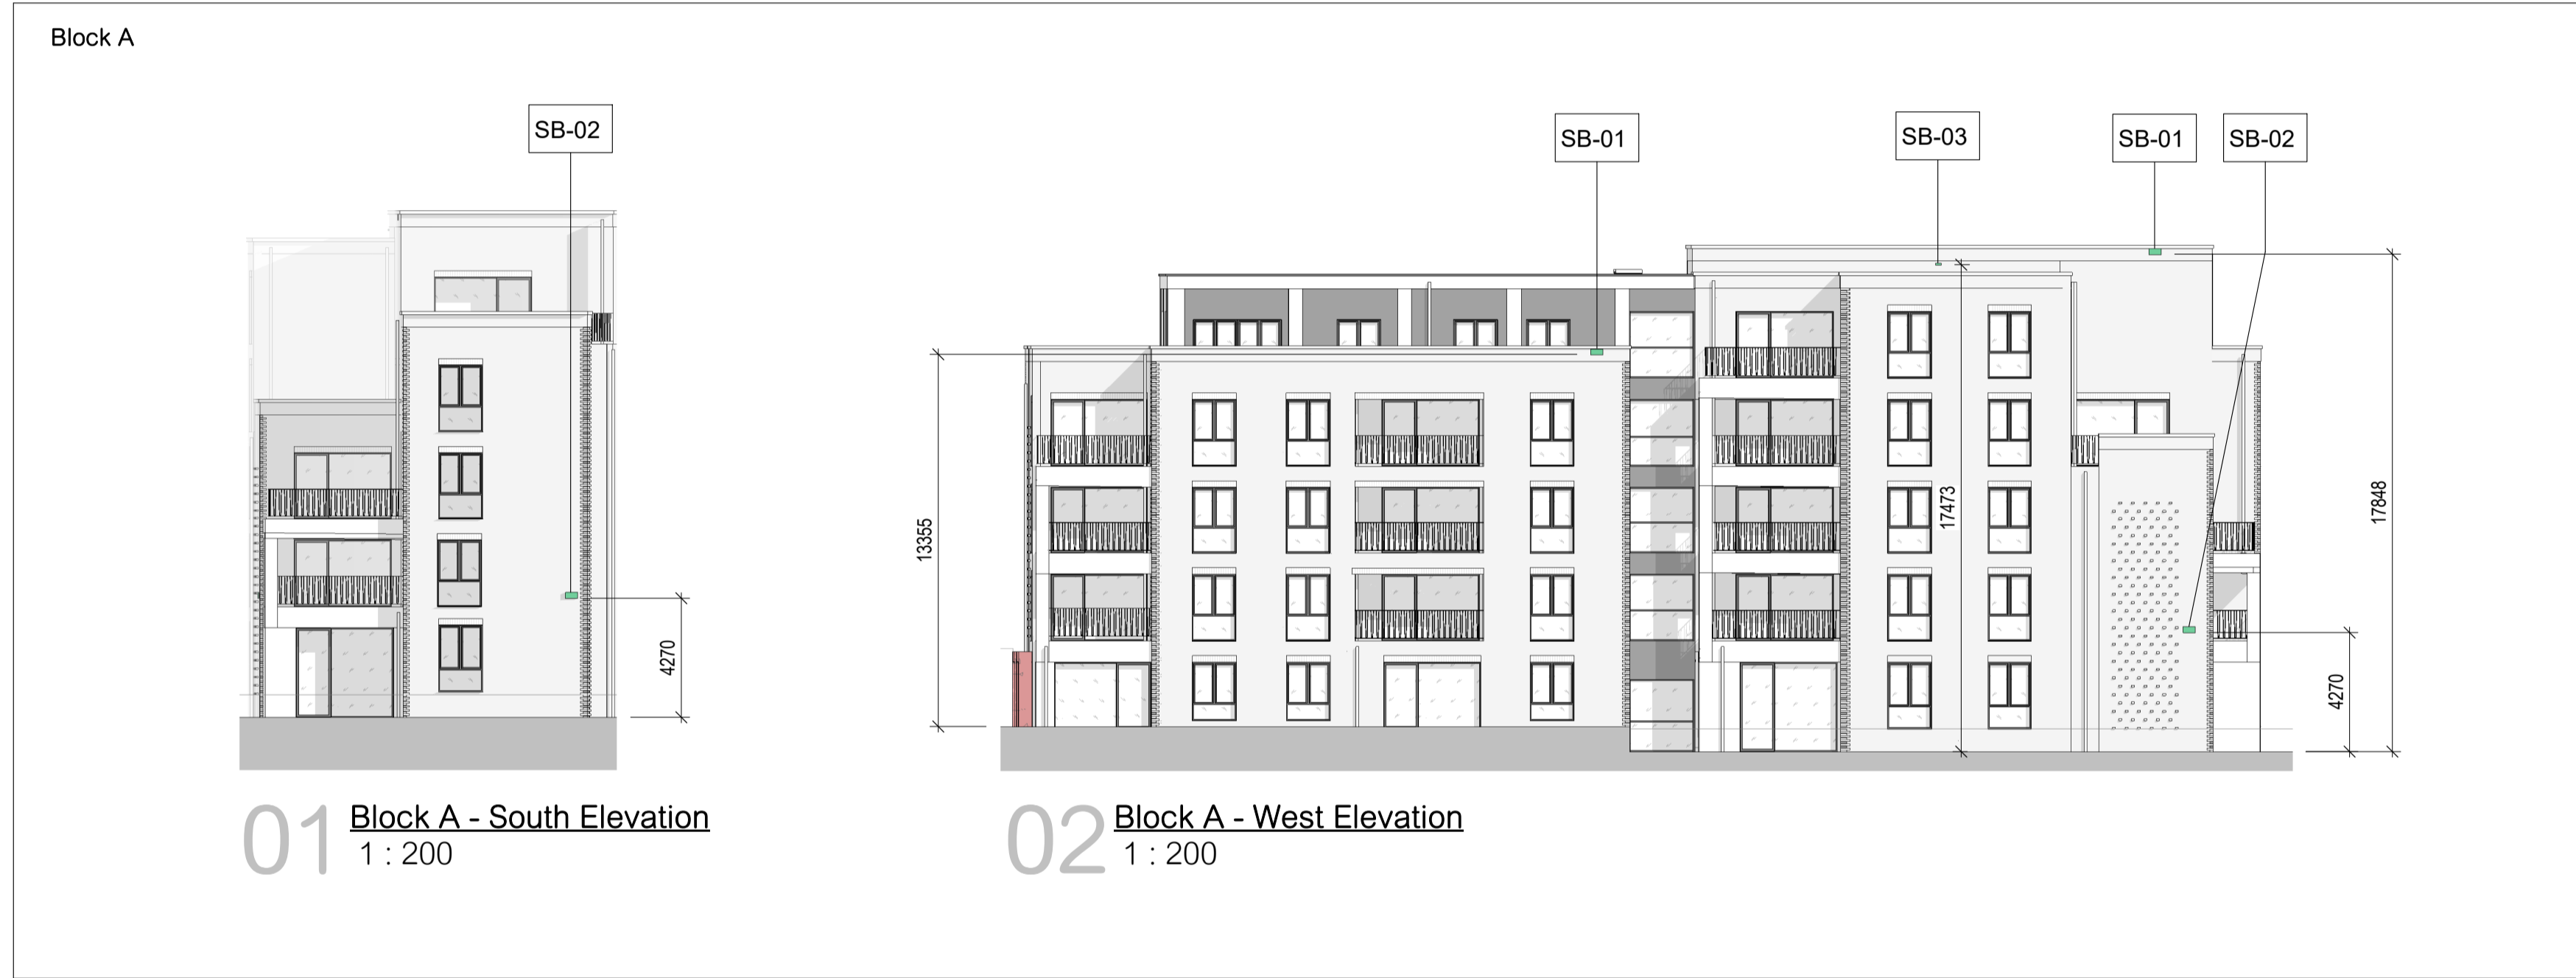 Block A
SB-02
SB-01
SB-03
SB-01
SB-02
13355
17473
17848
4270
4270
01
Block A - South Elevation
1 : 200
02
Block A - West Elevation
1 : 200